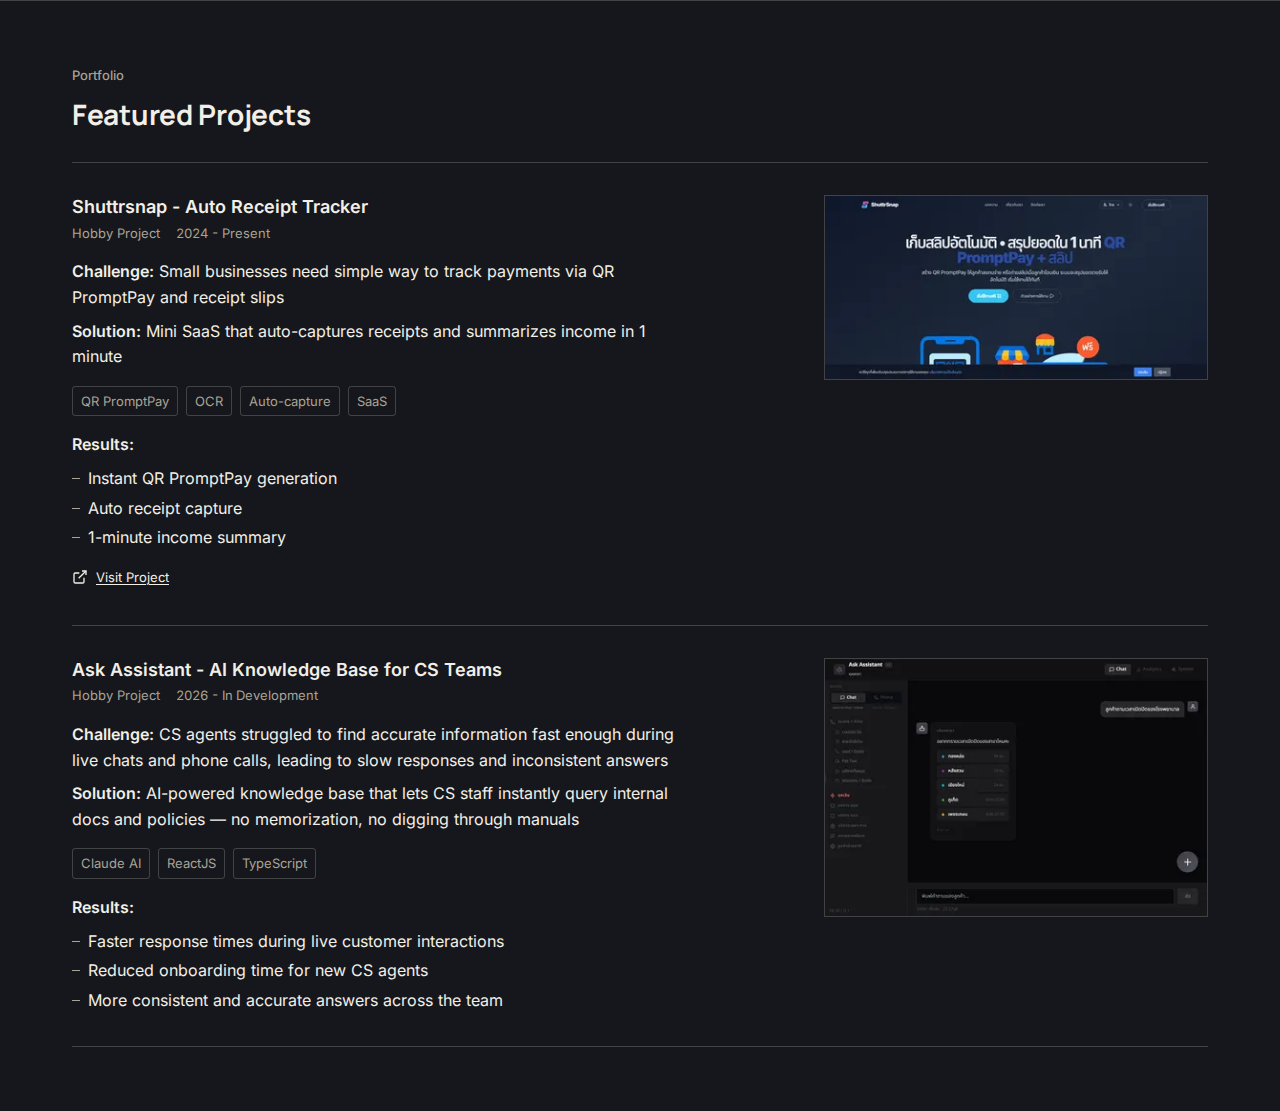 Portfolio
Featured Projects
Shuttrsnap - Auto Receipt Tracker
Hobby Project 2024 - Present
Challenge: Small businesses need simple way to track payments via QR
PromptPay and receipt slips
Solution: Mini SaaS that auto-captures receipts and summarizes income in 1
minute
QR PromptPay OCR Auto-capture SaaS
Results:
– Instant QR PromptPay generation
– Auto receipt capture
– 1-minute income summary
Visit Project
ShuttrSnap
เก็บสลิปอัตโนมัติ • สรุปยอดใน 1 นาที QR
PromptPay + สลิป
ฟรี
Ask Assistant - AI Knowledge Base for CS Teams
Hobby Project 2026 - In Development
Challenge: CS agents struggled to find accurate information fast enough during
live chats and phone calls, leading to slow responses and inconsistent answers
Solution: AI-powered knowledge base that lets CS staff instantly query internal
docs and policies — no memorization, no digging through manuals
Claude AI ReactJS TypeScript
Results:
– Faster response times during live customer interactions
– Reduced onboarding time for new CS agents
– More consistent and accurate answers across the team
Ask Assistant
Chat
Chat
ภูเก็ต